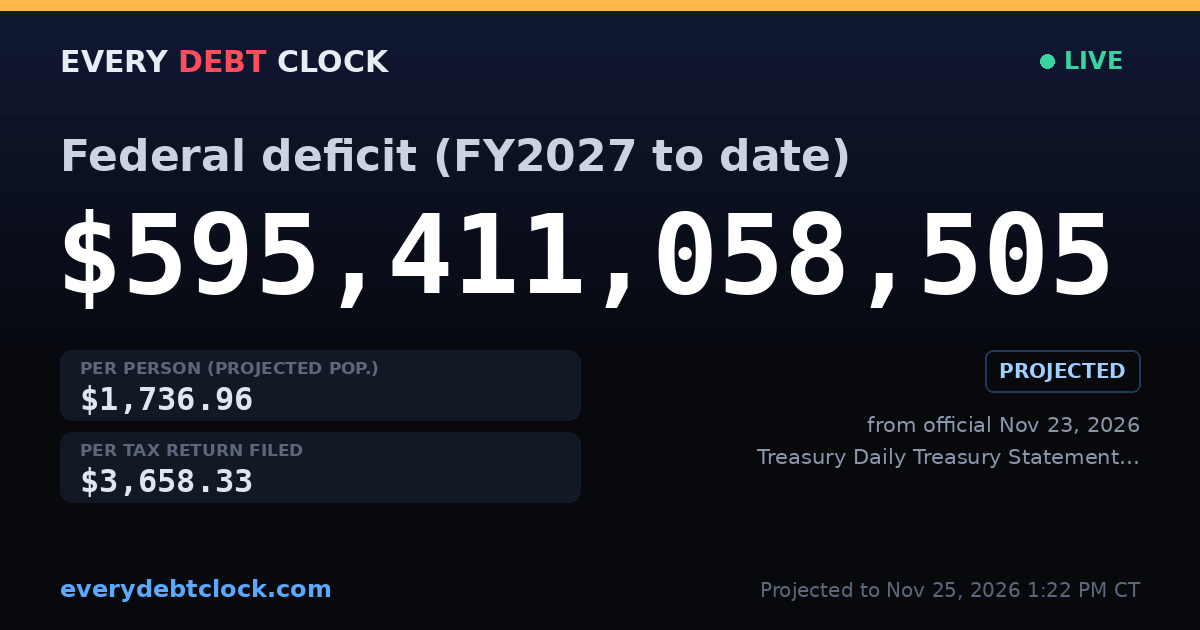 EVERY DEBT CLOCK
LIVE
Federal deficit (FY2027 to date)
$595,411,058,505
PER PERSON (PROJECTED POP.)
$1,736.96
PER TAX RETURN FILED
$3,658.33
PROJECTED
from official Nov 23, 2026
Treasury Daily Treasury Statement…
everydebtclock.com
Projected to Nov 25, 2026 1:22 PM CT